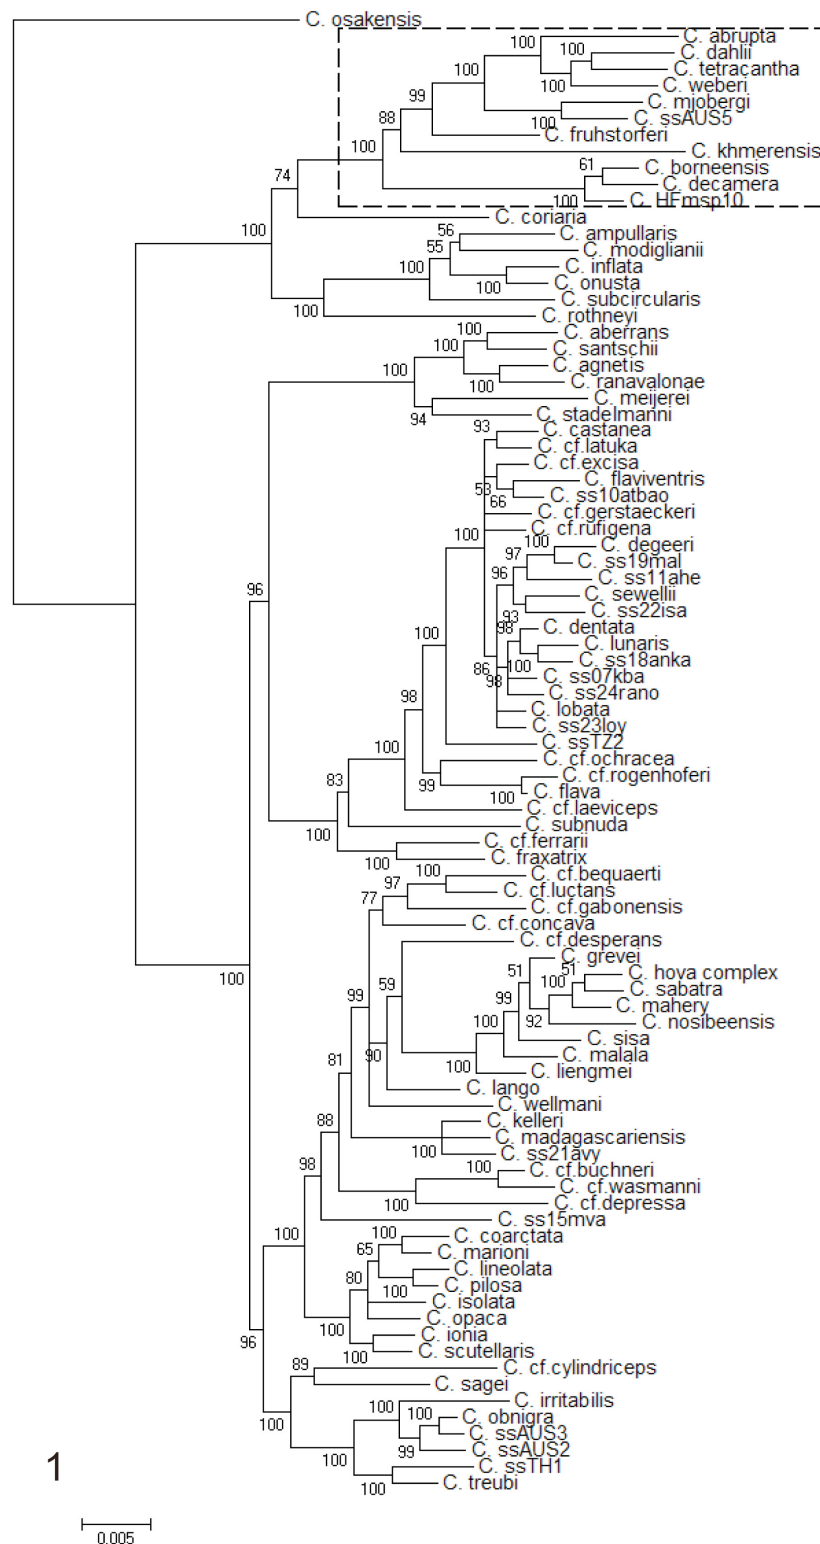 C. osakensis
C. abrupta
100
C. dahlii
100
C. tetracantha
100
C. weberi
100
99
C. mjobergi
C. ssAUS5
100
88
C. fruhstorferi
100
C. khmerensis
61
C. borneensis
74
C. decamera
100
C. HFmsp10
C. coriaria
100
56
C. ampullaris
55
C. modiglianii
C. inflata
100
C. onusta
100
C. subcircularis
100
C. rothneyi
100
C. aberrans
100
C. santschii
C. agnetis
100
C. ranavalonae
100
C. meijerei
94
C. stadelmanni
93
C. castanea
C. cf.latuka
C. cf.excisa
C. flaviventris
53
66
C. ss10atbao
C. cf.gerstaeckeri
100
C. cf.rufigena
100
C. degeeri
97
C. ss19mal
96
C. ss11ahe
96
C. sewellii
93
C. ss22isa
98
C. dentata
100
C. lunaris
86
100
C. ss18anka
98
C. ss07kba
C. ss24rano
98
C. lobata
C. ss23loy
100
C. ssTZ2
C. cf.ochracea
83
C. cf.rogenhoferi
99
100
C. flava
C. cf.laeviceps
100
C. subnuda
C. cf.ferrarii
100
C. fraxatrix
100
C. cf.bequaerti
97
C. cf.luctans
77
C. cf.gabonensis
C. cf.concava
C. cf.desperans
100
C. grevei
51
51
C. hova complex
59
100
C. sabatra
99
99
C. mahery
92
C. nosibeensis
100
C. sisa
90
C. malala
81
100
C. liengmei
C. lango
C. wellmani
88
C. kelleri
C. madagascariensis
100
C. ss21avy
98
100
C. cf.buchneri
C. cf.wasmanni
100
C. cf.depressa
C. ss15mva
100
100
C. coarctata
65
C. marioni
80
C. lineolata
100
C. pilosa
C. isolata
100
C. opaca
96
C. ionia
100
C. scutellaris
89
C. cf.cylindriceps
C. sagei
100
100
C. irritabilis
100
C. obnigra
C. ssAUS3
99
C. ssAUS2
100
C. ssTH1
100
C. treubi
1
0.005